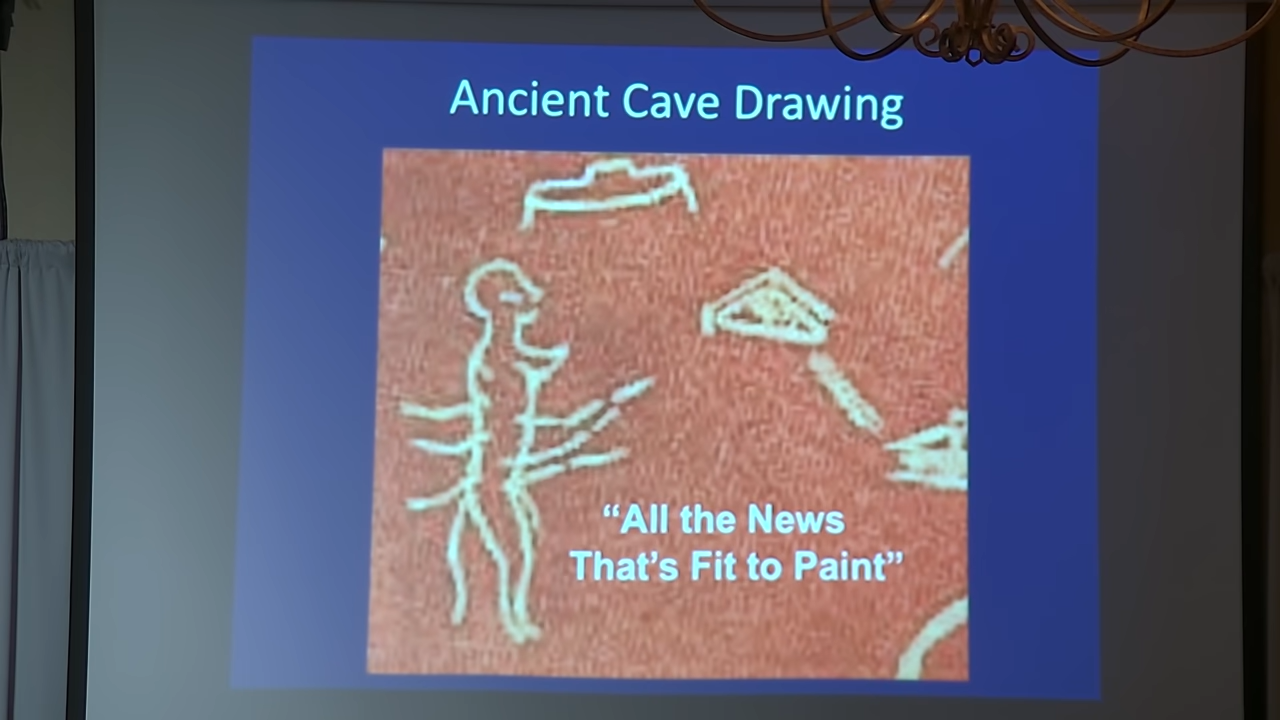 Ancient Cave Drawing
“All the News
That’s Fit to Paint”